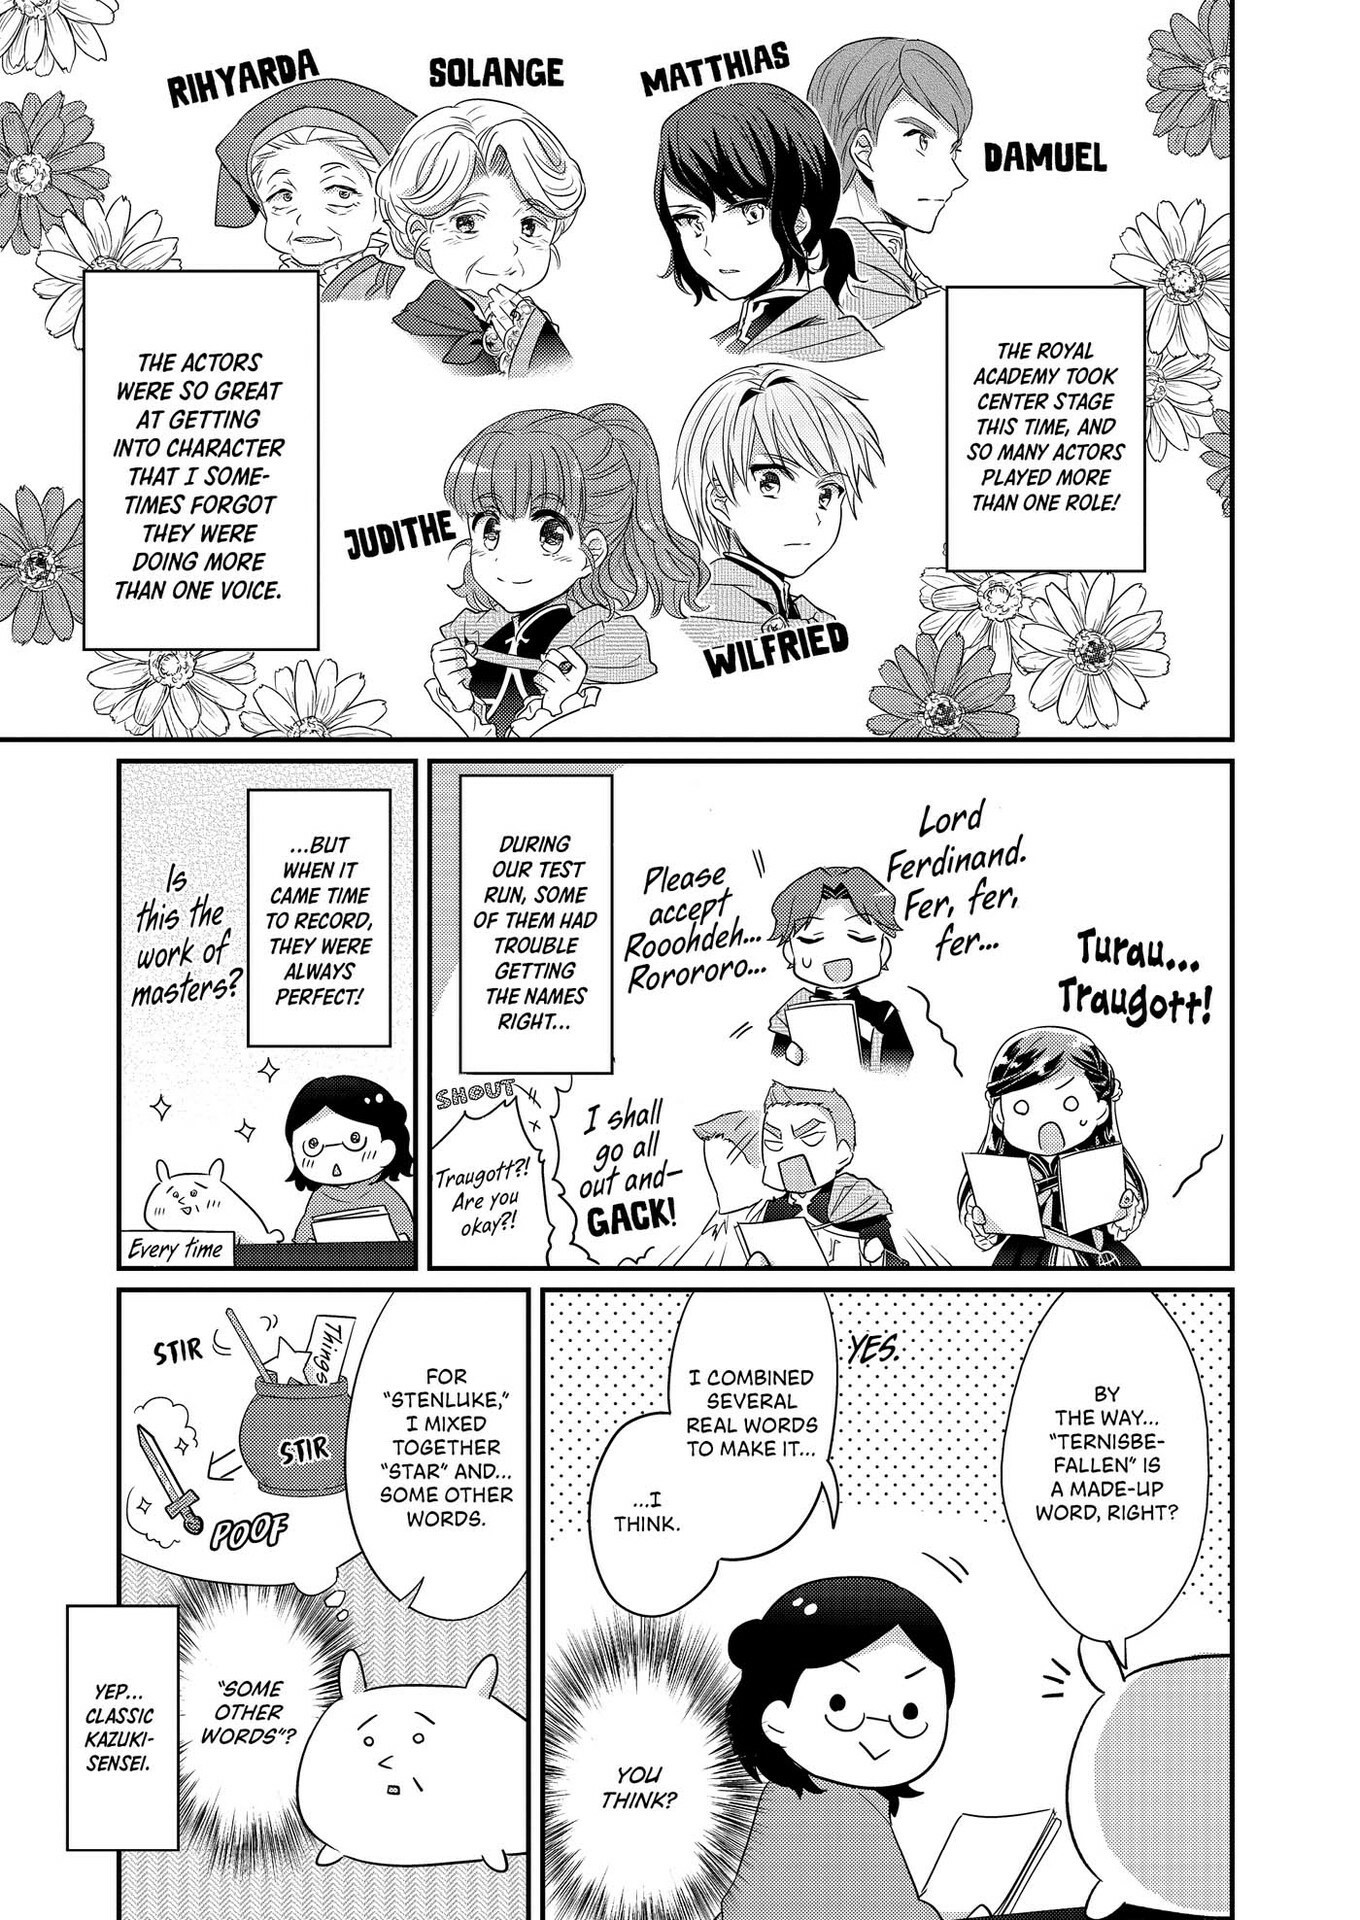 MATTHIAS
DAMUEL
THE ROYAL
ACADEMY TOOK
CENTER STAGE
THIS TIME, AND
SO MANY ACTORS
PLAYED MORE
THAN ONE ROLE!
WILFRIED
SOLANGE
RIHYARDA
JUDITHE
THE ACTORS
WERE SO GREAT
AT GETTING
INTO CHARACTER
THAT I SOME-
TIMES FORGOT
THEY WERE
DOING MORE
THAN ONE VOICE.
Turau...
Traugott!
Lord
Ferdinand.
Fer, fer,
fer...
Please
accept
Rooohdeh...
Rorororo...
I shall
go all
out and-
GACK!
DURING
OUR TEST
RUN, SOME
OF THEM HAD
TROUBLE
GETTING
THE NAMES
RIGHT...
SHOUT
Traugott?!
Are you
okay?!
...BUT
WHEN IT
CAME TIME
TO RECORD,
THEY WERE
ALWAYS
PERFECT!
Is
this the
work of
masters?
Every time
BY
THE WAY...
"TERNISBE-
FALLEN" IS
A MADE-UP
WORD, RIGHT?
YES.
I COMBINED
SEVERAL
REAL WORDS
TO MAKE IT...
...I
THINK.
YOU
THINK?
FOR
"STENLUKE,"
I MIXED
TOGETHER
"STAR" AND...
SOME OTHER
WORDS.
Things
STIR
STIR
POOF
"SOME
OTHER
WORDS"?
YEP...
CLASSIC
KAZUKI-
SENSEI.